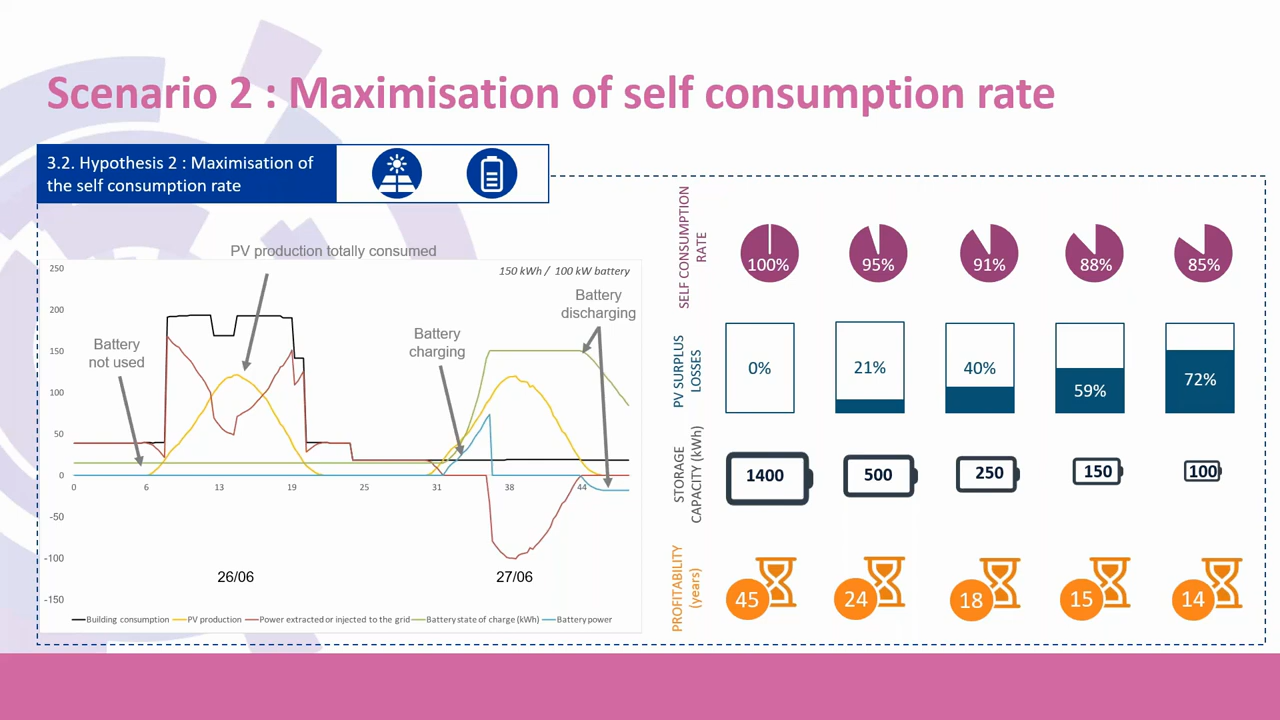 Scenario 2 : Maximisation of self consumption rate
3.2. Hypothesis 2 : Maximisation of
the self consumption rate
PV production totally consumed
150 kWh / 100 kW battery
Battery
discharging
Battery
charging
Battery
not used
250
200
150
100
50
0
-50
-100
-150
0
6
13
19
25
31
38
44
26/06
27/06
Building consumption
PV production
Power extracted or injected to the grid
Battery state of charge (kWh)
Battery power
SELF CONSUMPTION
RATE
100%
95%
91%
88%
85%
PV SURPLUS
LOSSES
0%
21%
40%
59%
72%
STORAGE
CAPACITY (kWh)
1400
500
250
150
100
PROFITABILITY
(years)
45
24
18
15
14